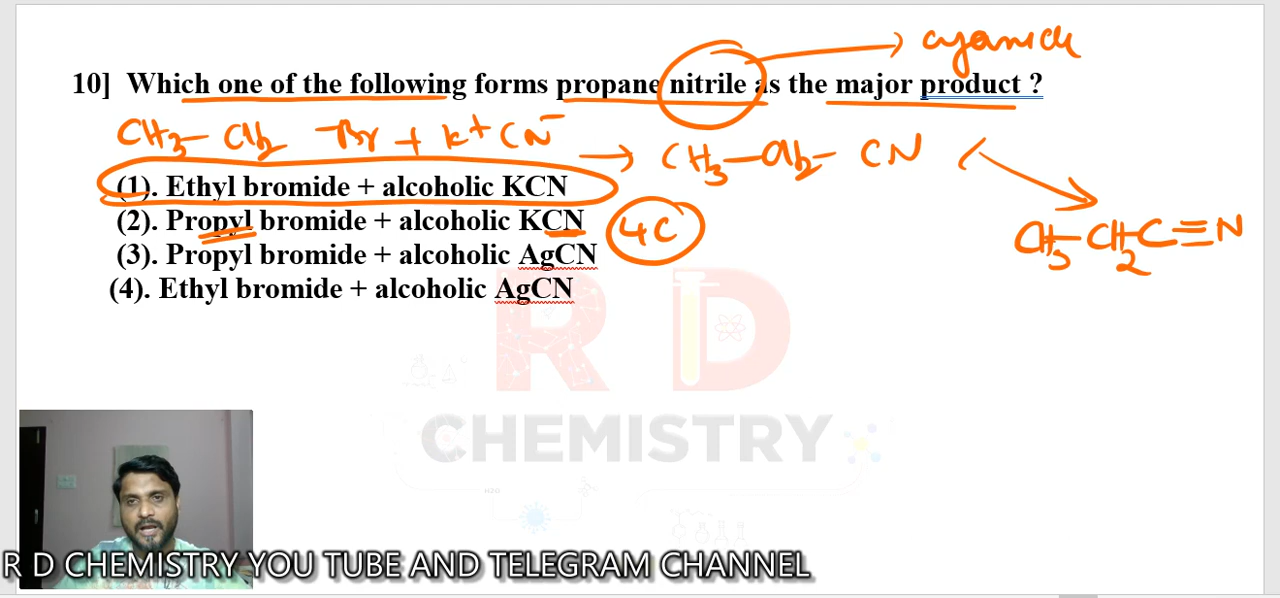 cyanide
10] Which one of the following forms propane nitrile as the major product ?
CH3- CH2 Br + K+ CN- → CH3-CH2- CN
(1). Ethyl bromide + alcoholic KCN
(2). Propyl bromide + alcoholic KCN 4C CH3-CH2-C≡N
(3). Propyl bromide + alcoholic AgCN
(4). Ethyl bromide + alcoholic AgCN
R D
CHEMISTRY
H2O
R D CHEMISTRY YOU TUBE AND TELEGRAM CHANNEL